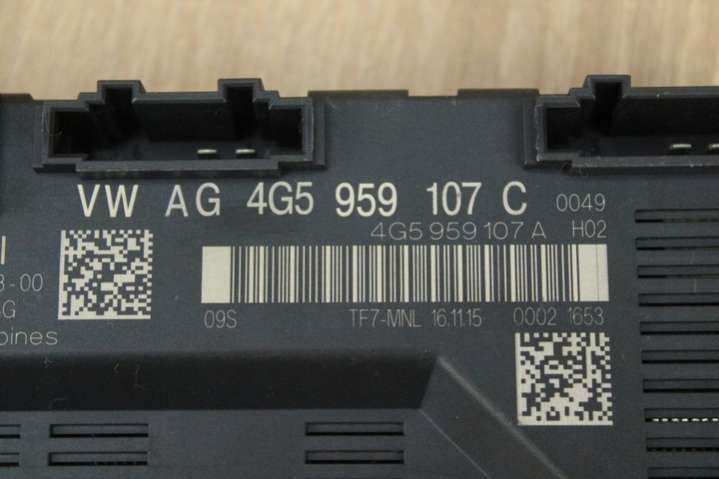 VW AG 4G5 959 107 C 0049
4G5 959 107 A H02
3-00
G
09S TF7-MNL 16.11.15 0002 1653
pines